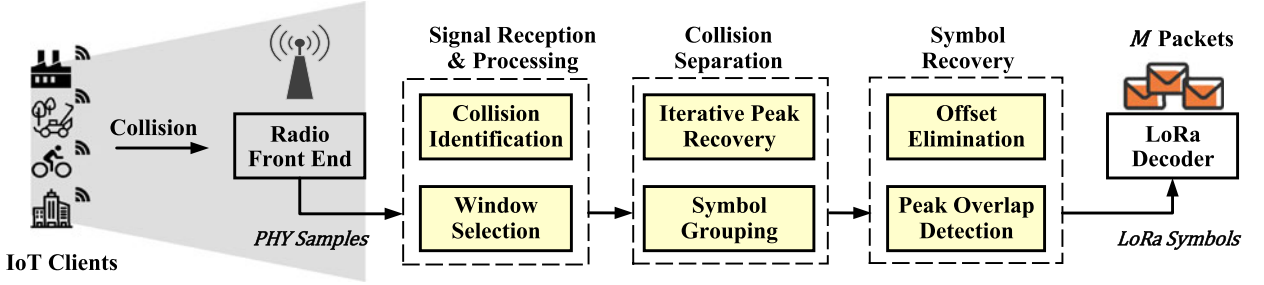 Signal Reception
& Processing
Collision
Separation
Symbol
Recovery
M Packets
Collision
Radio
Front End
Collision
Identification
Window
Selection
Iterative Peak
Recovery
Symbol
Grouping
Offset
Elimination
Peak Overlap
Detection
LoRa
Decoder
PHY Samples
LoRa Symbols
IoT Clients